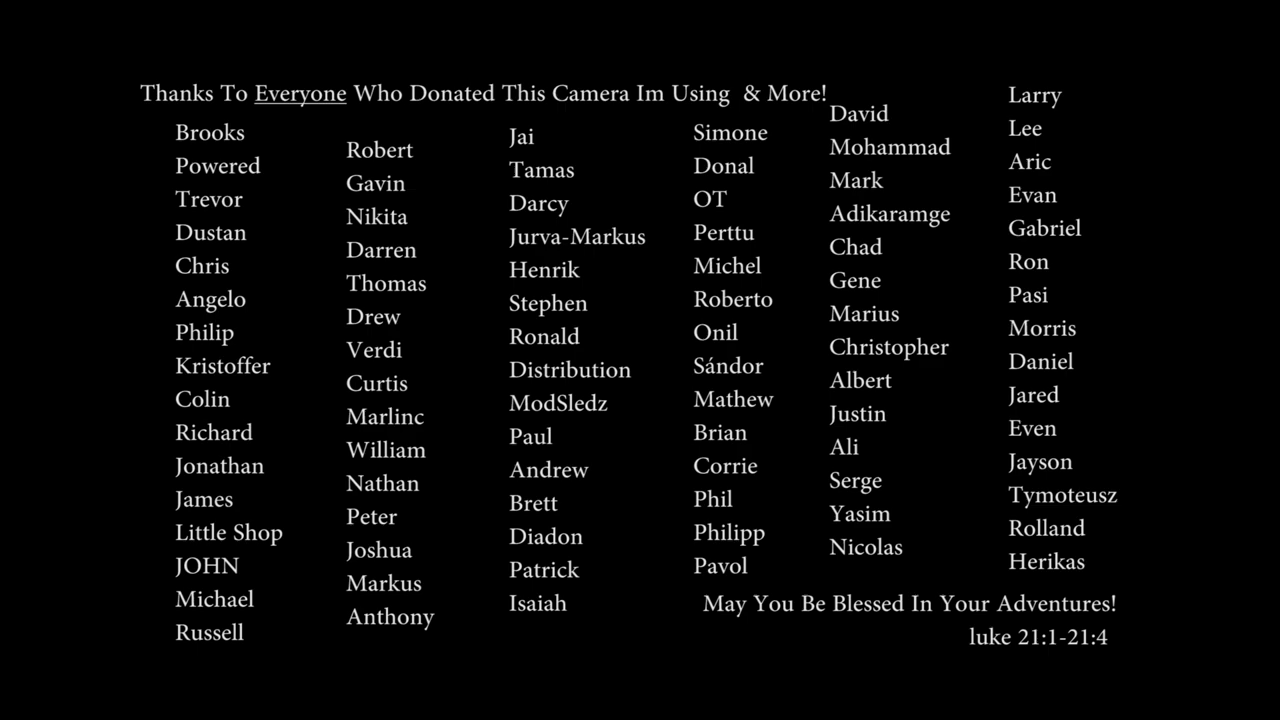 Thanks To Everyone Who Donated This Camera Im Using & More!
Brooks
Powered
Trevor
Dustan
Chris
Angelo
Philip
Kristoffer
Colin
Richard
Jonathan
James
Little Shop
JOHN
Michael
Russell
Robert
Gavin
Nikita
Darren
Thomas
Drew
Verdi
Curtis
Marlinc
William
Nathan
Peter
Joshua
Markus
Anthony
Jai
Tamas
Darcy
Jurva-Markus
Henrik
Stephen
Ronald
Distribution
ModSledz
Paul
Andrew
Brett
Diadon
Patrick
Isaiah
Simone
Donal
OT
Perttu
Michel
Roberto
Onil
Sándor
Mathew
Brian
Corrie
Phil
Philipp
Pavol
David
Mohammad
Mark
Adikaramge
Chad
Gene
Marius
Christopher
Albert
Justin
Ali
Serge
Yasim
Nicolas
Larry
Lee
Aric
Evan
Gabriel
Ron
Pasi
Morris
Daniel
Jared
Even
Jayson
Tymoteusz
Rolland
Herikas
May You Be Blessed In Your Adventures!
luke 21:1-21:4